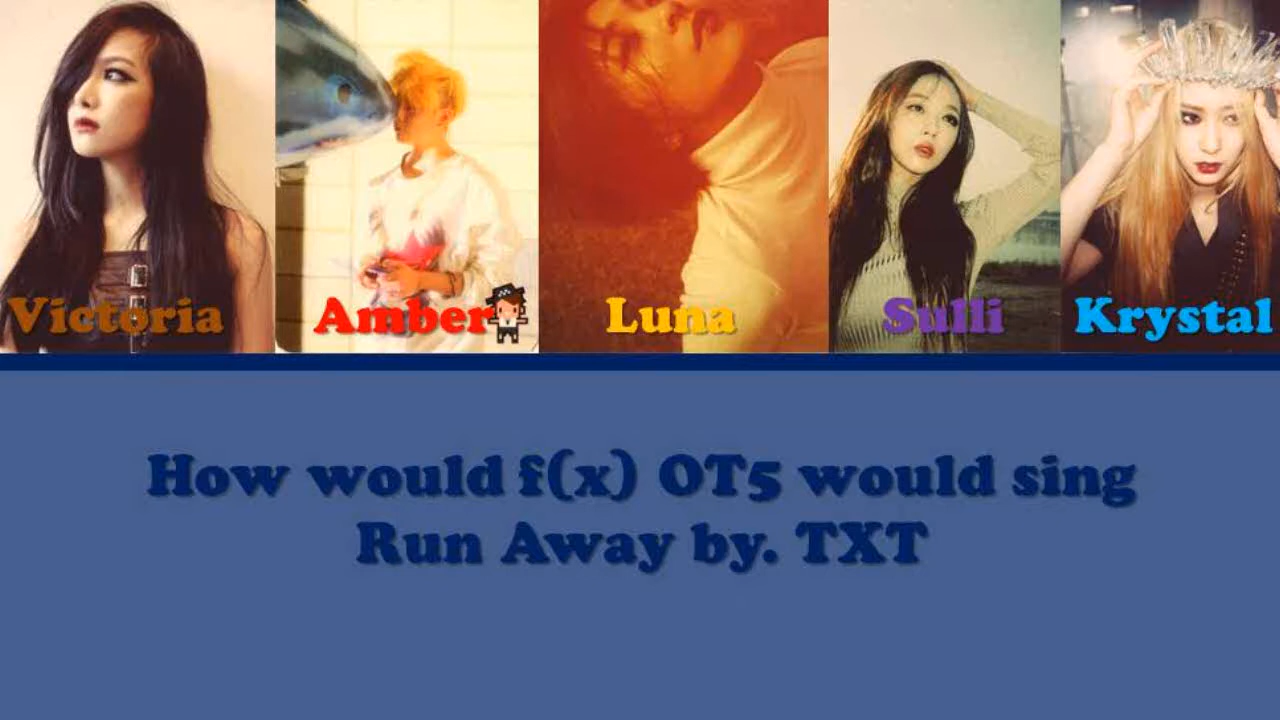 Victoria Amber Luna Sulli Krystal
How would f(x) OT5 would sing
Run Away by. TXT